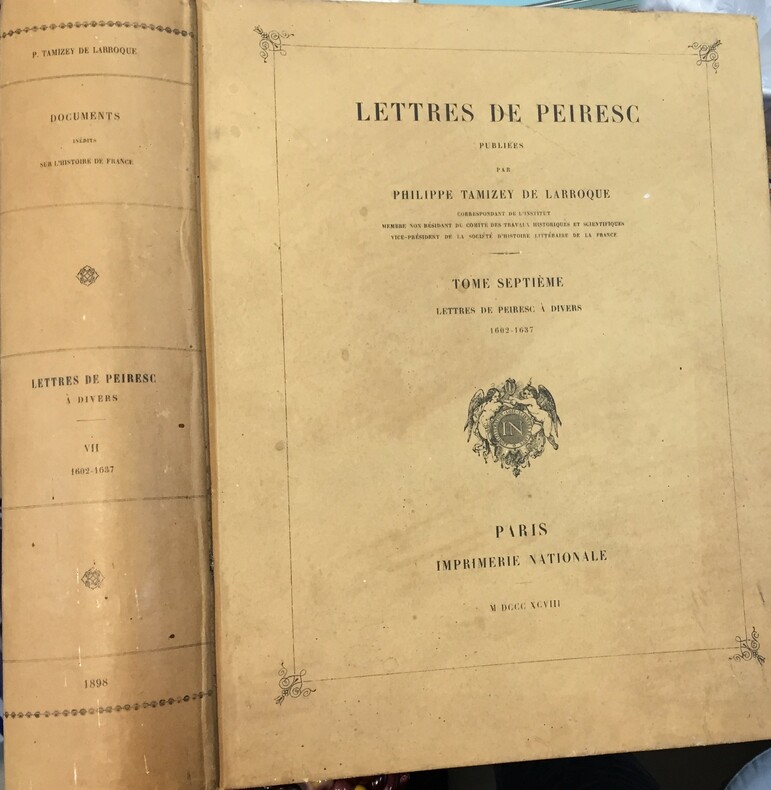 P. TAMIZEY DE LARROQUE.
DOCUMENTS
INÉDITS
SUR L'HISTOIRE DE FRANCE
LETTRES DE PEIRESC
À DIVERS
VII
1602-1637
1898
LETTRES DE PEIRESC
PUBLIÉES
PAR
PHILIPPE TAMIZEY DE LARROQUE
CORRESPONDANT DE L'INSTITUT
MEMBRE NON RÉSIDANT DU COMITÉ DES TRAVAUX HISTORIQUES ET SCIENTIFIQUES
VICE-PRÉSIDENT DE LA SOCIÉTÉ D'HISTOIRE LITTÉRAIRE DE LA FRANCE
TOME SEPTIÈME
LETTRES DE PEIRESC À DIVERS
1602-1637
IN
PARIS
IMPRIMERIE NATIONALE
M DCCC XCVIII